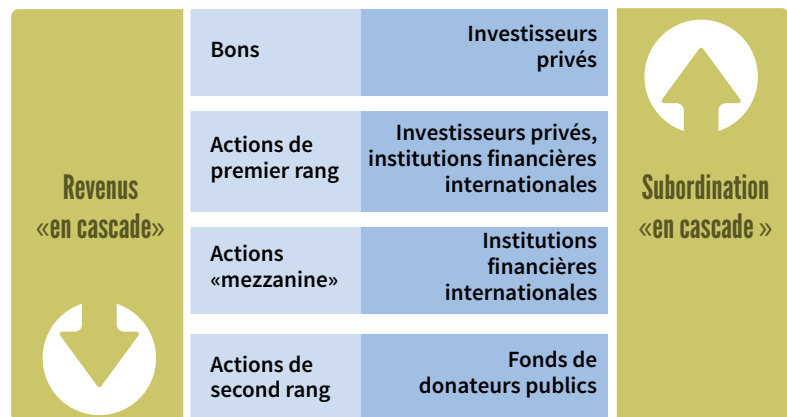 Revenus
«en cascade»
Bons
Investisseurs
privés
Actions de
premier rang
Investisseurs privés,
institutions financières
internationales
Actions
«mezzanine»
Institutions
financières
internationales
Actions de
second rang
Fonds de
donateurs publics
Subordination
«en cascade »